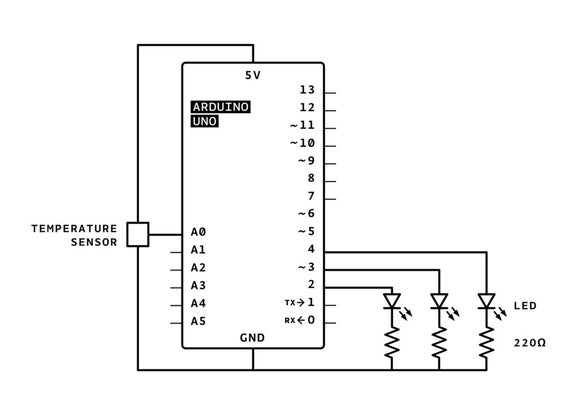 5V
ARDUINO
UNO
13
12
~11
~10
~9
8
7
~6
~5
4
~3
2
TX→1
RX←0
TEMPERATURE
SENSOR
A0
A1
A2
A3
A4
A5
GND
LED
220Ω